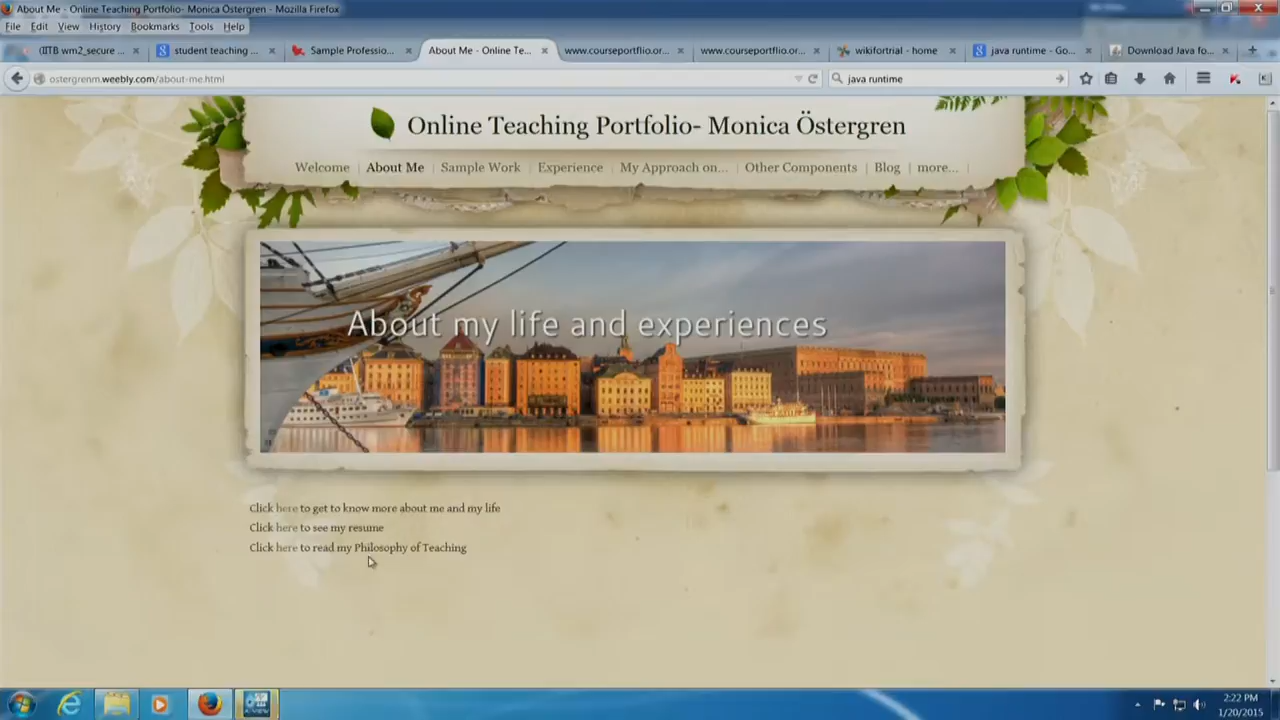 About Me - Online Teaching Portfolio- Monica Östergren - Mozilla Firefox
File Edit View History Bookmarks Tools Help
(IITB wm2_secure ... × student teaching ... × Sample Professio... × About Me - Online Te... × www.courseportflio.or... × www.courseportflio.or... × wikifortrial - home × java runtime - Go... × Download Java fo... × +
ostergrenm.weebly.com/about-me.html java runtime
Online Teaching Portfolio- Monica Östergren
Welcome | About Me | Sample Work | Experience | My Approach on... | Other Components | Blog | more... |
About my life and experiences
Click here to get to know more about me and my life
Click here to see my resume
Click here to read my Philosophy of Teaching
2:22 PM
1/20/2015